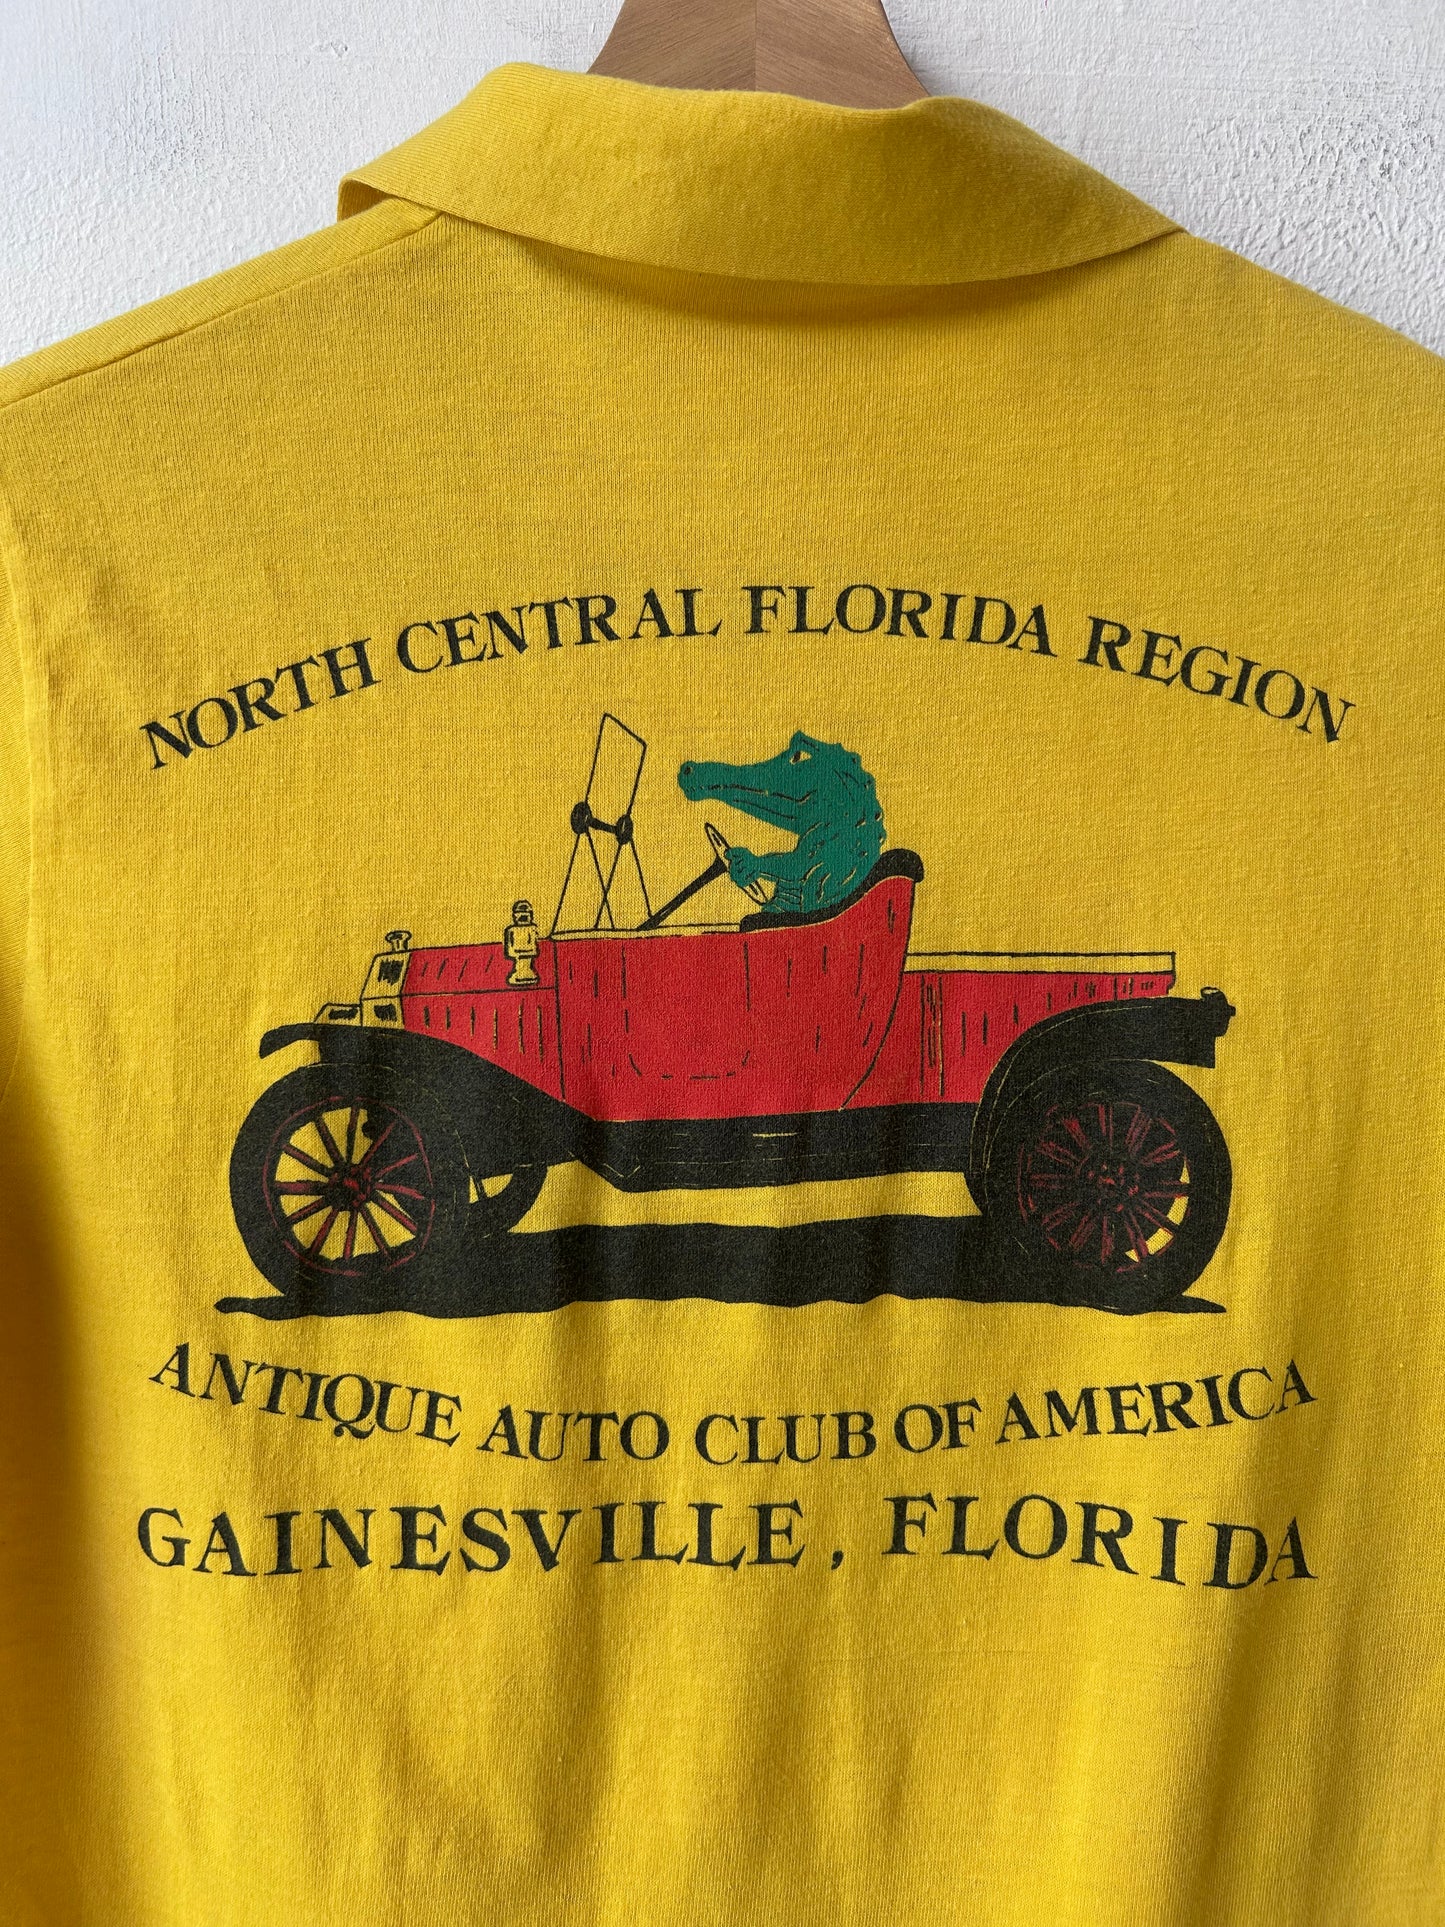 NORTH CENTRAL FLORIDA REGION
ANTIQUE AUTO CLUB OF AMERICA
GAINESVILLE, FLORIDA